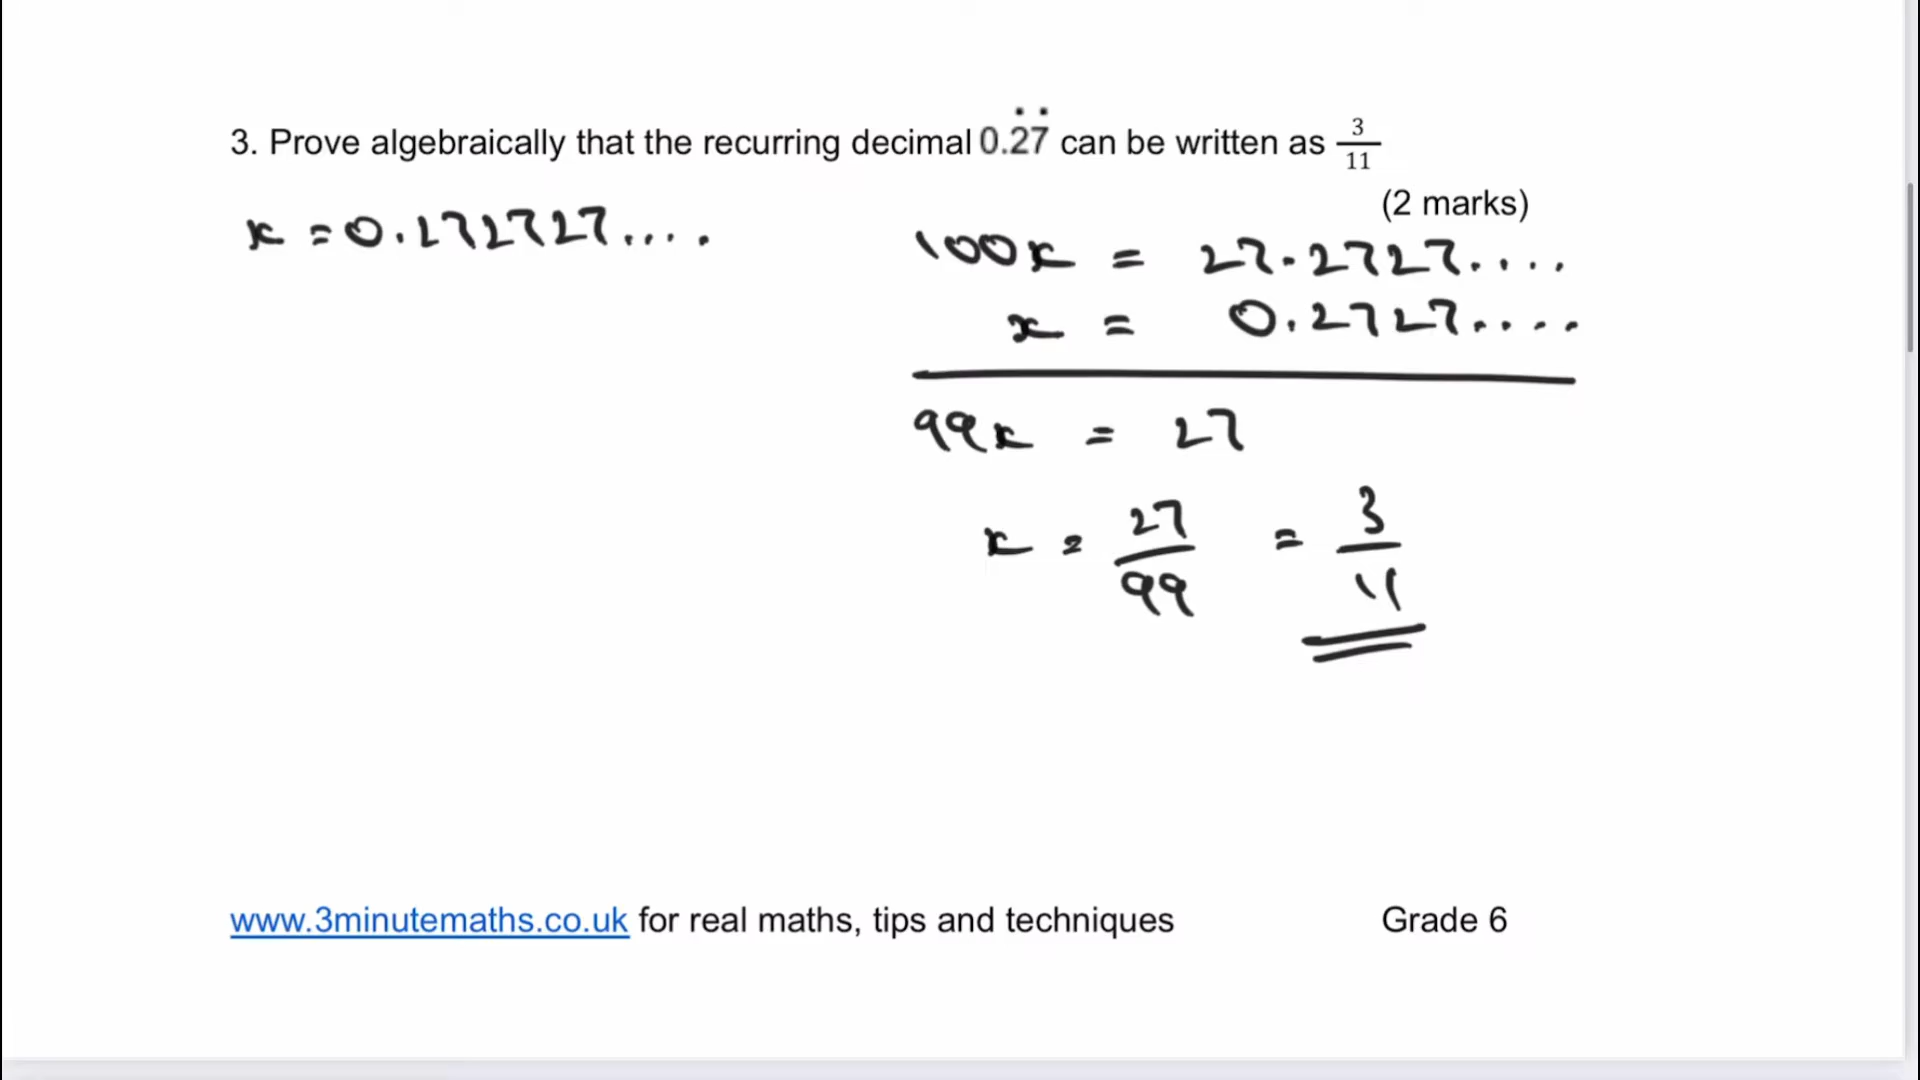 3. Prove algebraically that the recurring decimal 0.2̇7̇ can be written as 3/11
(2 marks)
x = 0.272727....
100x = 27.2727....
x = 0.2727....
99x = 27
x = 27/99 = 3/11
www.3minutemaths.co.uk for real maths, tips and techniques Grade 6